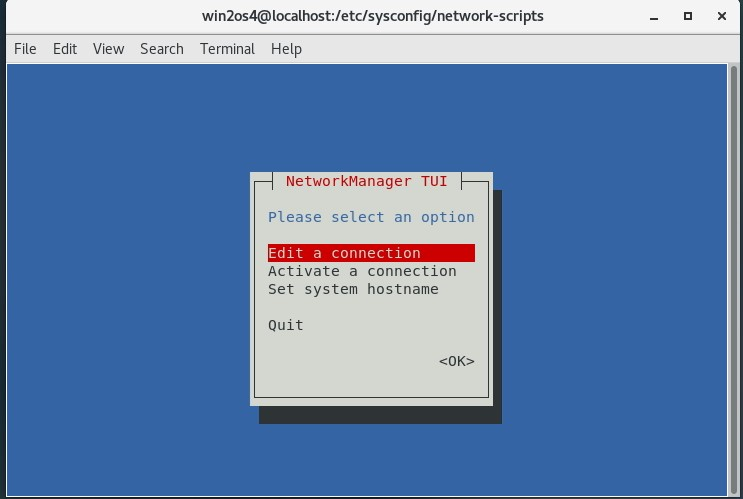 win2os4@localhost:/etc/sysconfig/network-scripts
File Edit View Search Terminal Help
NetworkManager TUI
Please select an option
Edit a connection
Activate a connection
Set system hostname
Quit
<OK>